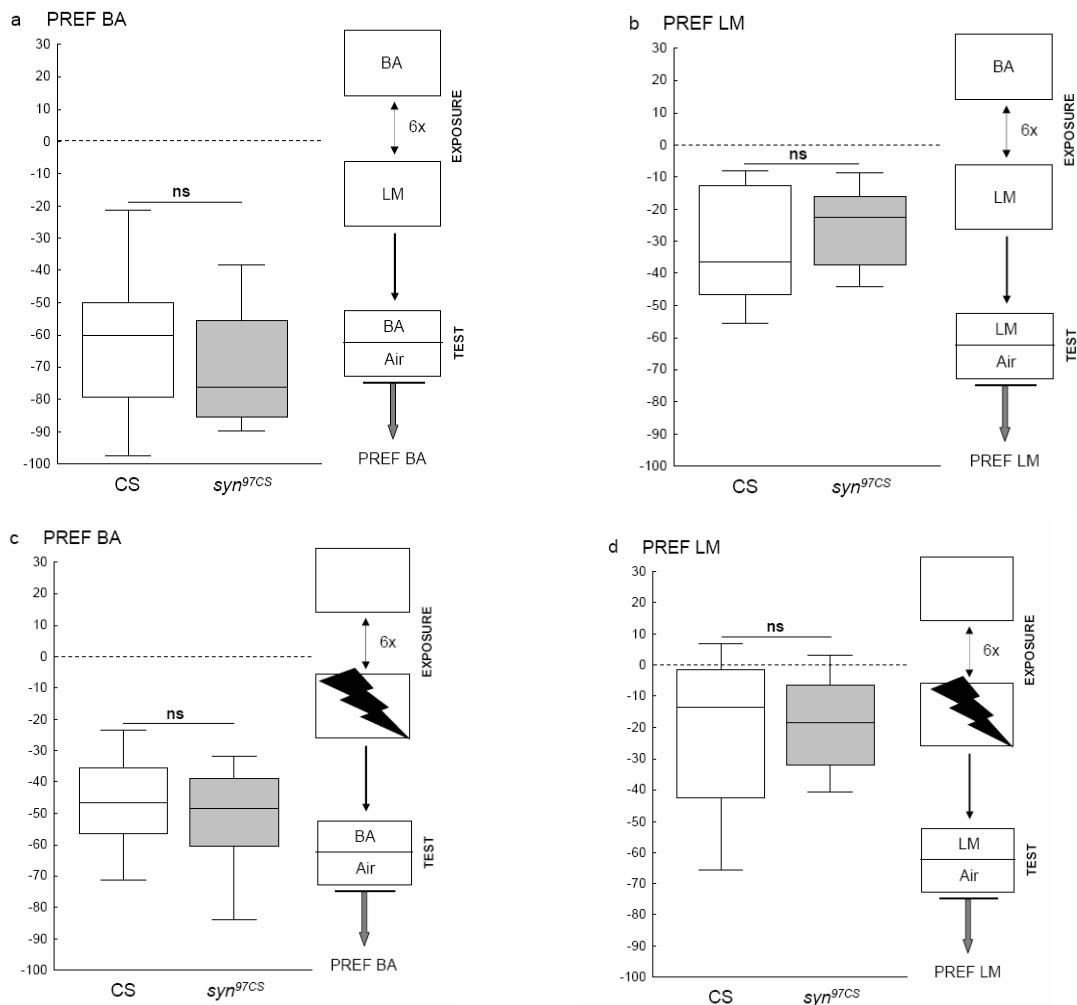 a PREF BA
30
20
10
0
-10
-20
-30
-40
-50
-60
-70
-80
-90
-100
ns
CS syn97CS
BA
6x
EXPOSURE
LM
BA
Air
TEST
PREF BA
b PREF LM
30
20
10
0
-10
-20
-30
-40
-50
-60
-70
-80
-90
-100
ns
CS syn97CS
BA
6x
EXPOSURE
LM
LM
Air
TEST
PREF LM
c PREF BA
30
20
10
0
-10
-20
-30
-40
-50
-60
-70
-80
-90
-100
ns
CS syn97CS
6x
EXPOSURE
BA
Air
TEST
PREF BA
d PREF LM
30
20
10
0
-10
-20
-30
-40
-50
-60
-70
-80
-90
-100
ns
CS syn97CS
6x
EXPOSURE
LM
Air
TEST
PREF LM